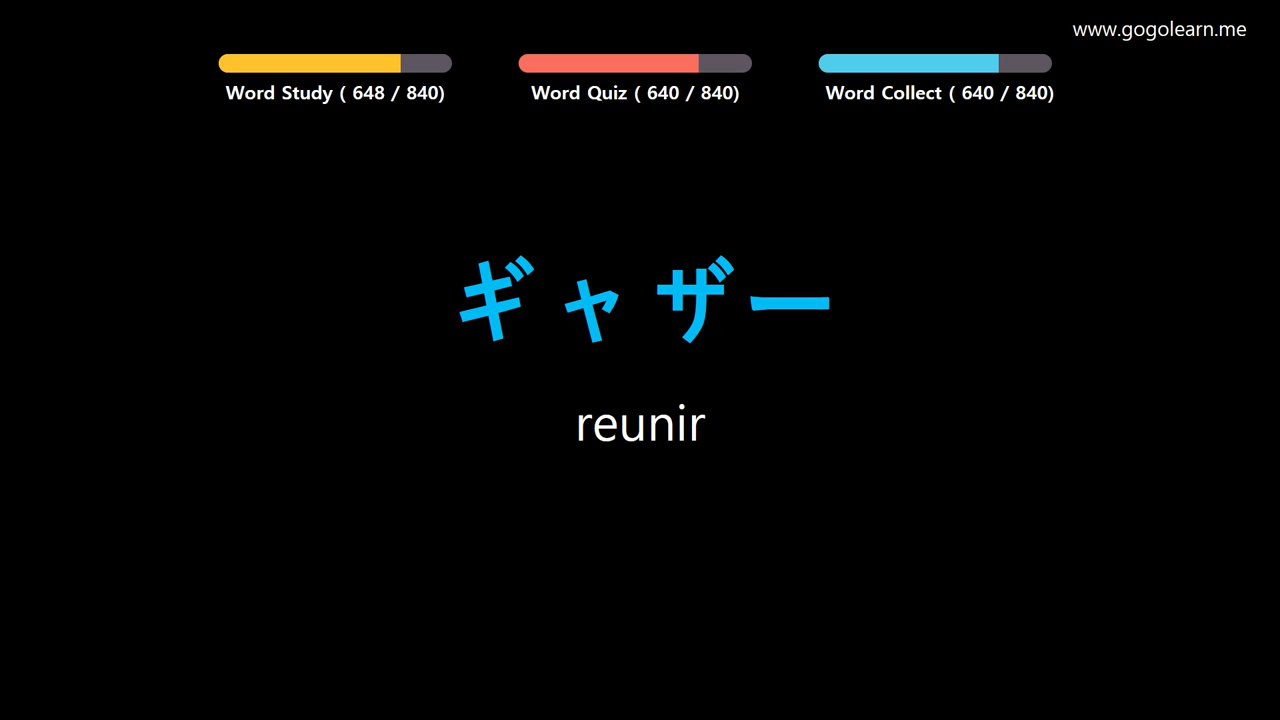 www.gogolearn.me
Word Study ( 648 / 840)
Word Quiz ( 640 / 840)
Word Collect ( 640 / 840)
ギャザー
reunir